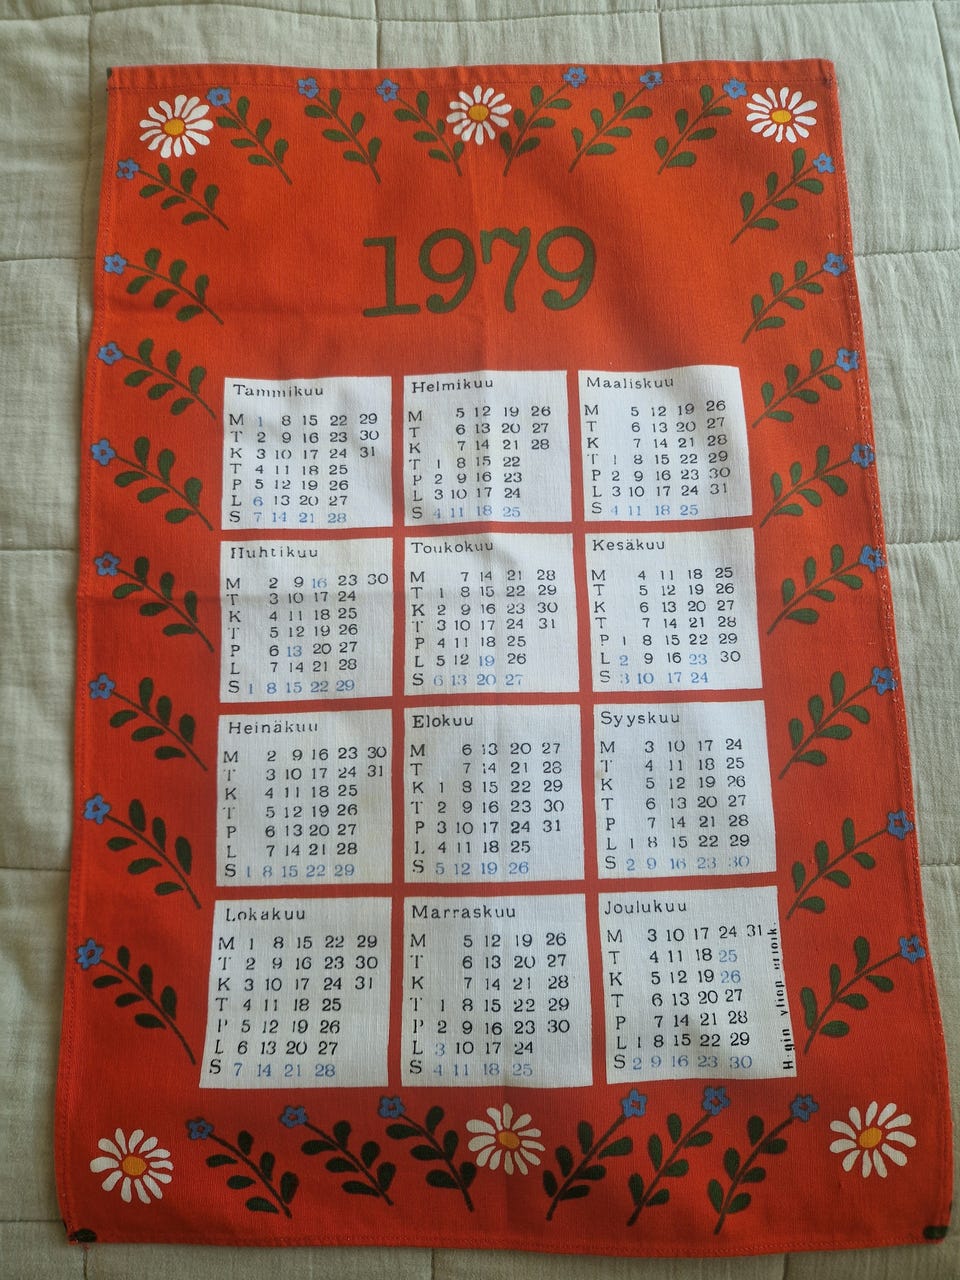 1979
Tammikuu
M 1 8 15 22 29
T 2 9 16 23 30
K 3 10 17 24 31
T 4 11 18 25
P 5 12 19 26
L 6 13 20 27
S 7 14 21 28
Helmikuu
M 5 12 19 26
T 6 13 20 27
K 7 14 21 28
T 1 8 15 22
P 2 9 16 23
L 3 10 17 24
S 4 11 18 25
Maaliskuu
M 5 12 19 26
T 6 13 20 27
K 7 14 21 28
T 1 8 15 22 29
P 2 9 16 23 30
L 3 10 17 24 31
S 4 11 18 25
Huhtikuu
M 2 9 16 23 30
T 3 10 17 24
K 4 11 18 25
T 5 12 19 26
P 6 13 20 27
L 7 14 21 28
S 1 8 15 22 29
Toukokuu
M 7 14 21 28
T 1 8 15 22 29
K 2 9 16 23 30
T 3 10 17 24 31
P 4 11 18 25
L 5 12 19 26
S 6 13 20 27
Kesäkuu
M 4 11 18 25
T 5 12 19 26
K 6 13 20 27
T 7 14 21 28
P 1 8 15 22 29
L 2 9 16 23 30
S 3 10 17 24
Heinäkuu
M 2 9 16 23 30
T 3 10 17 24 31
K 4 11 18 25
T 5 12 19 26
P 6 13 20 27
L 7 14 21 28
S 1 8 15 22 29
Elokuu
M 6 13 20 27
T 7 14 21 28
K 1 8 15 22 29
T 2 9 16 23 30
P 3 10 17 24 31
L 4 11 18 25
S 5 12 19 26
Syyskuu
M 3 10 17 24
T 4 11 18 25
K 5 12 19 26
T 6 13 20 27
P 7 14 21 28
L 1 8 15 22 29
S 2 9 16 23 30
Lokakuu
M 1 8 15 22 29
T 2 9 16 23 30
K 3 10 17 24 31
T 4 11 18 25
P 5 12 19 26
L 6 13 20 27
S 7 14 21 28
Marraskuu
M 5 12 19 26
T 6 13 20 27
K 7 14 21 28
T 1 8 15 22 29
P 2 9 16 23 30
L 3 10 17 24
S 4 11 18 25
Joulukuu
M 3 10 17 24 31
T 4 11 18 25
K 5 12 19 26
T 6 13 20 27
P 7 14 21 28
L 1 8 15 22 29
S 2 9 16 23 30